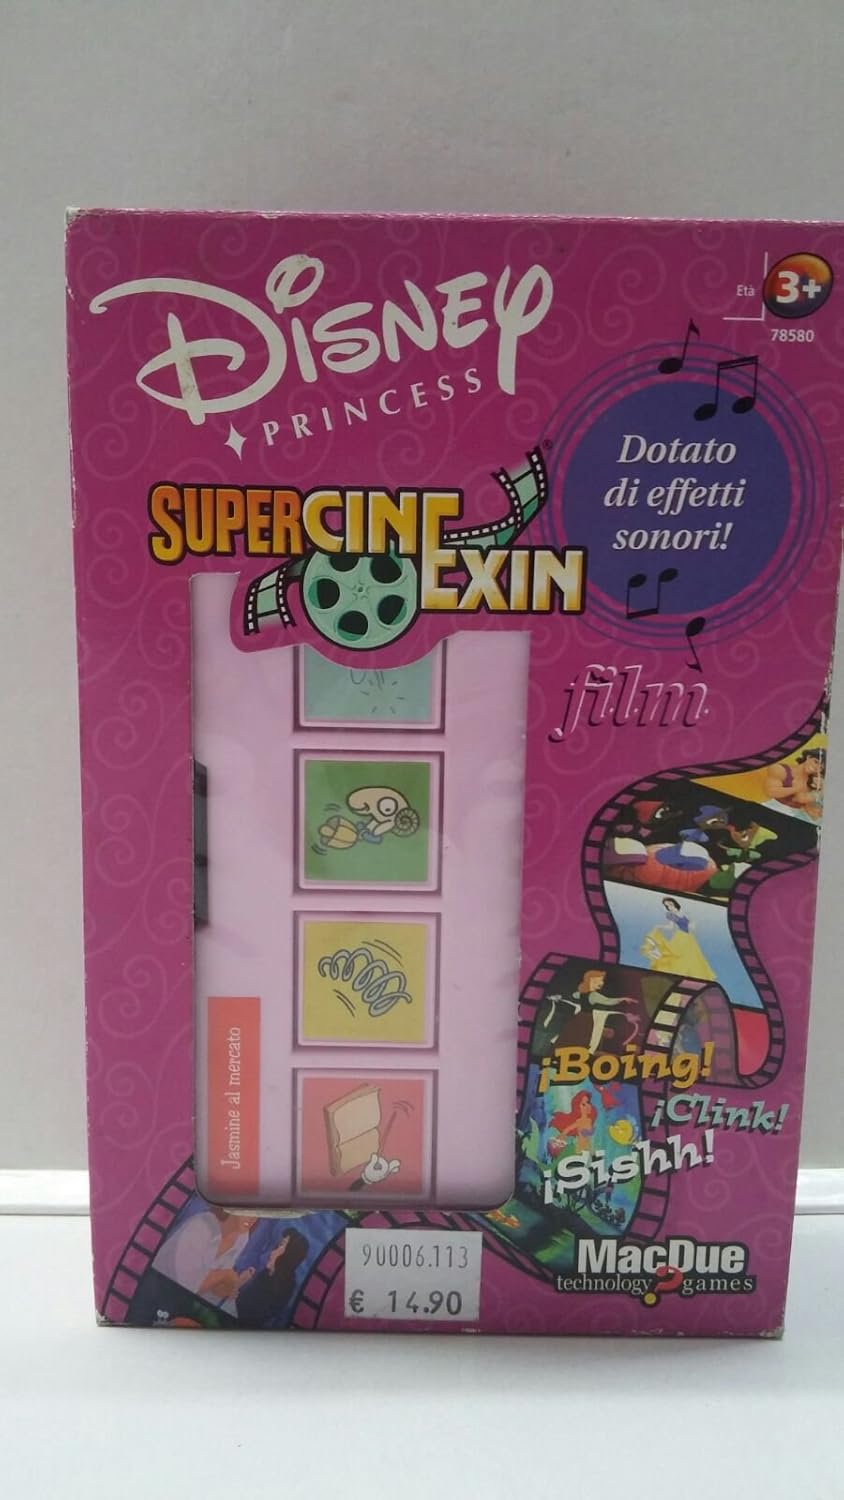 DISNEY
PRINCESS
Età 3+
78580
SUPERCINEXIN
®
Dotato
di effetti
sonori!
film
¡Boing!
¡Clink!
¡Sishh!
Jasmine al mercato
MacDue
technology games
90006.113
€ 14.90